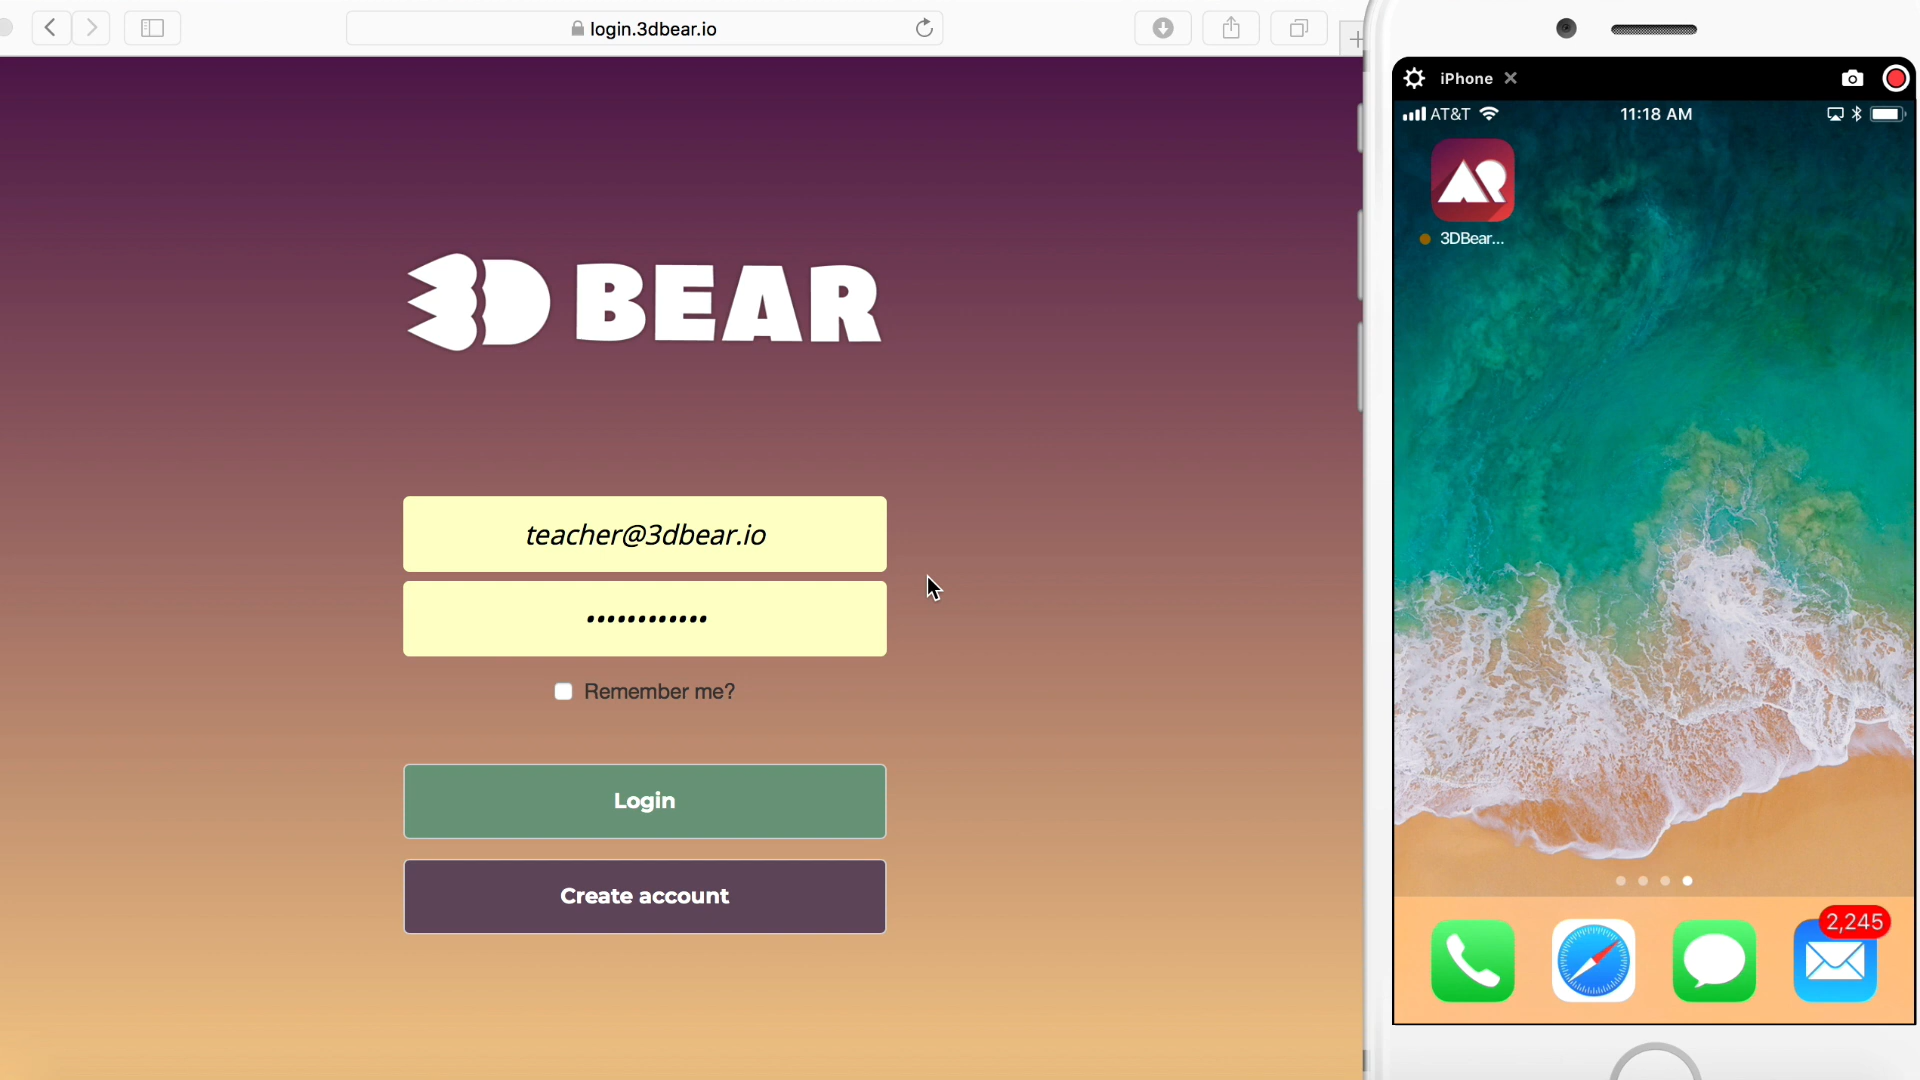 login.3dbear.io
3D BEAR
teacher@3dbear.io
Remember me?
Login
Create account
iPhone
AT&T
11:18 AM
AR
3DBear...
2,245